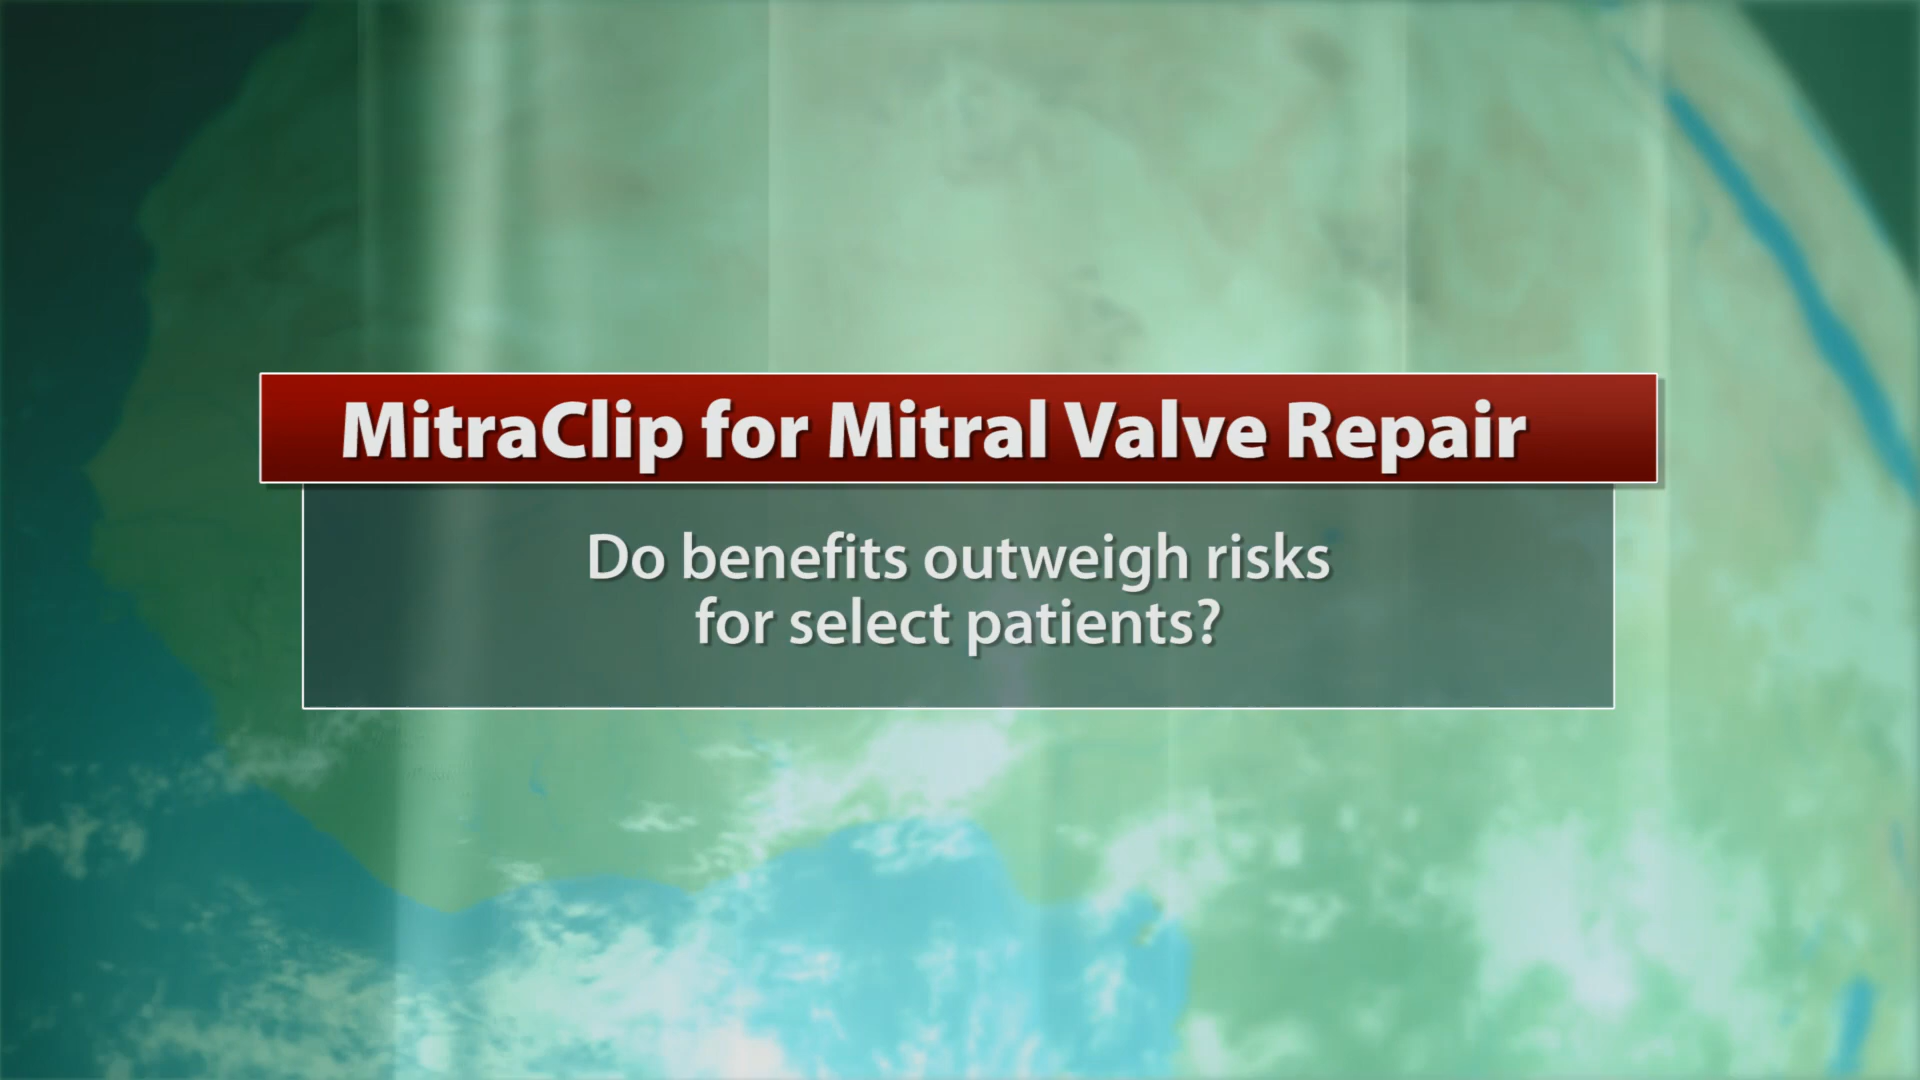 MitraClip for Mitral Valve Repair
Do benefits outweigh risks
for select patients?